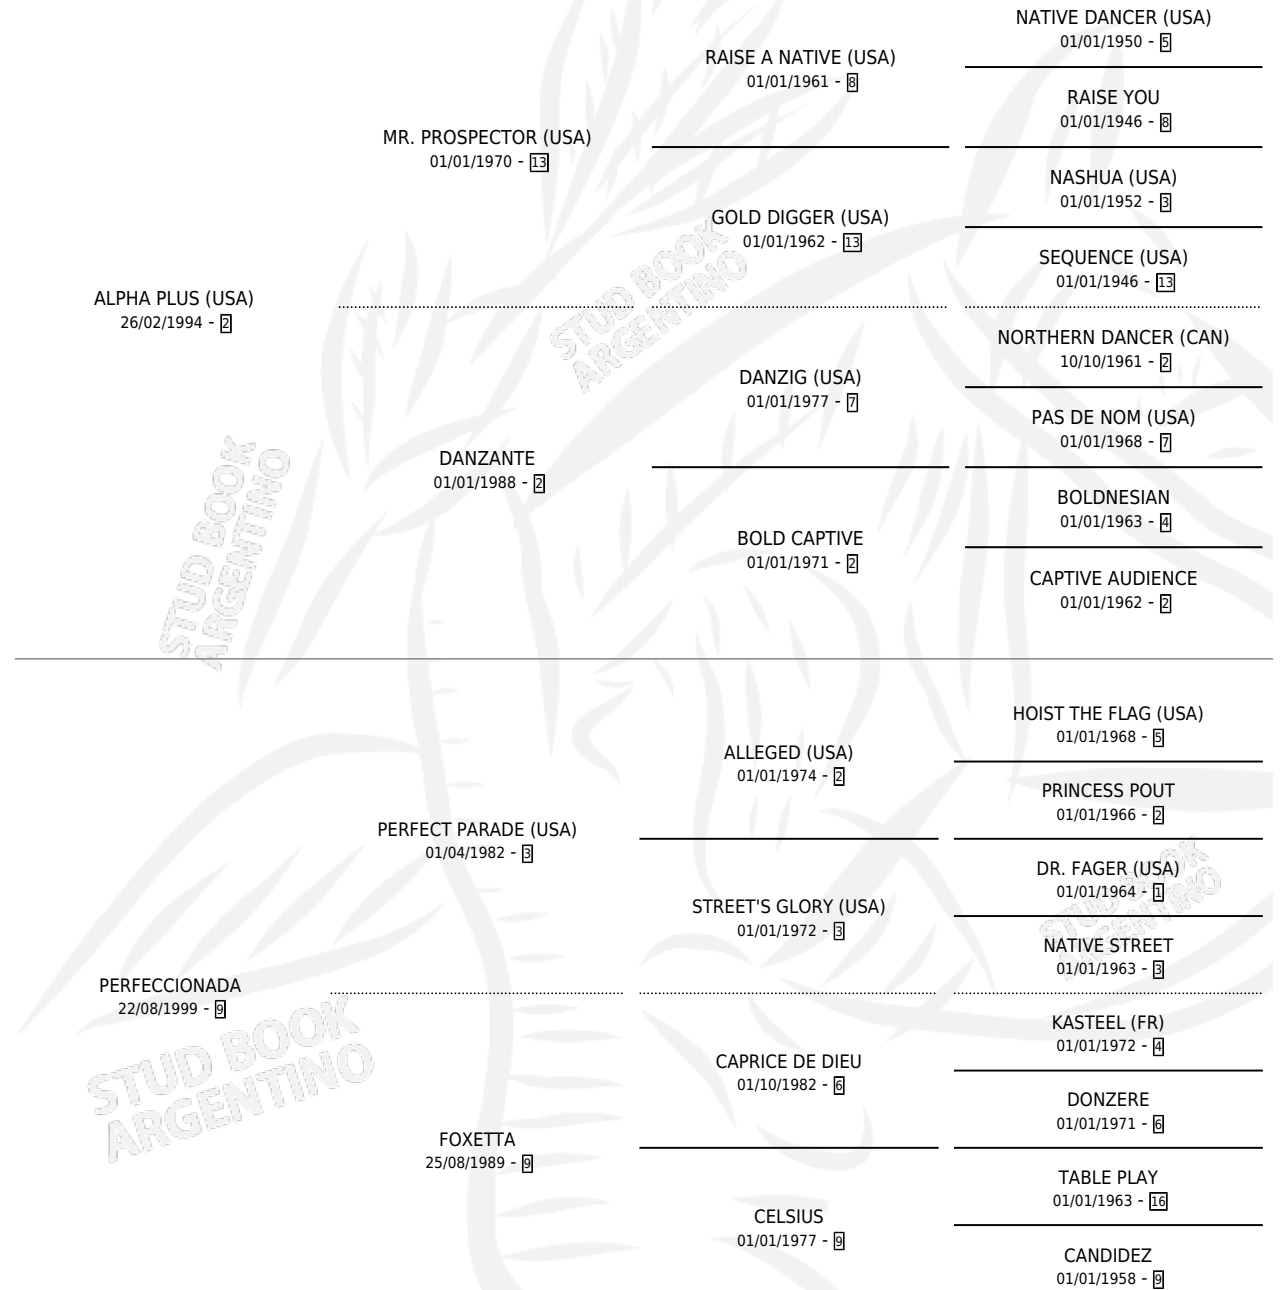 NATIVE DANCER (USA)
01/01/1950 - 5
RAISE A NATIVE (USA)
01/01/1961 - 8
RAISE YOU
01/01/1946 - 8
MR. PROSPECTOR (USA)
01/01/1970 - 13
NASHUA (USA)
01/01/1952 - 3
GOLD DIGGER (USA)
01/01/1962 - 13
SEQUENCE (USA)
01/01/1946 - 13
ALPHA PLUS (USA)
26/02/1994 - 2
NORTHERN DANCER (CAN)
10/10/1961 - 2
DANZIG (USA)
01/01/1977 - 7
PAS DE NOM (USA)
01/01/1968 - 7
DANZANTE
01/01/1988 - 2
BOLDNESIAN
01/01/1963 - 4
BOLD CAPTIVE
01/01/1971 - 2
CAPTIVE AUDIENCE
01/01/1962 - 2
HOIST THE FLAG (USA)
01/01/1968 - 5
ALLEGED (USA)
01/01/1974 - 2
PRINCESS POUT
01/01/1966 - 2
PERFECT PARADE (USA)
01/04/1982 - 3
DR. FAGER (USA)
01/01/1964 - 1
STREET'S GLORY (USA)
01/01/1972 - 3
NATIVE STREET
01/01/1963 - 3
PERFECCIONADA
22/08/1999 - 9
KASTEEL (FR)
01/01/1972 - 4
CAPRICE DE DIEU
01/10/1982 - 6
DONZERE
01/01/1971 - 6
FOXETTA
25/08/1989 - 9
TABLE PLAY
01/01/1963 - 16
CELSIUS
01/01/1977 - 9
CANDIDEZ
01/01/1958 - 9
STUD BOOK
ARGENTINO
STUD BOOK
ARGENTINO
STUD BOOK
ARGENTINO
STUD BOOK
ARGENTINO